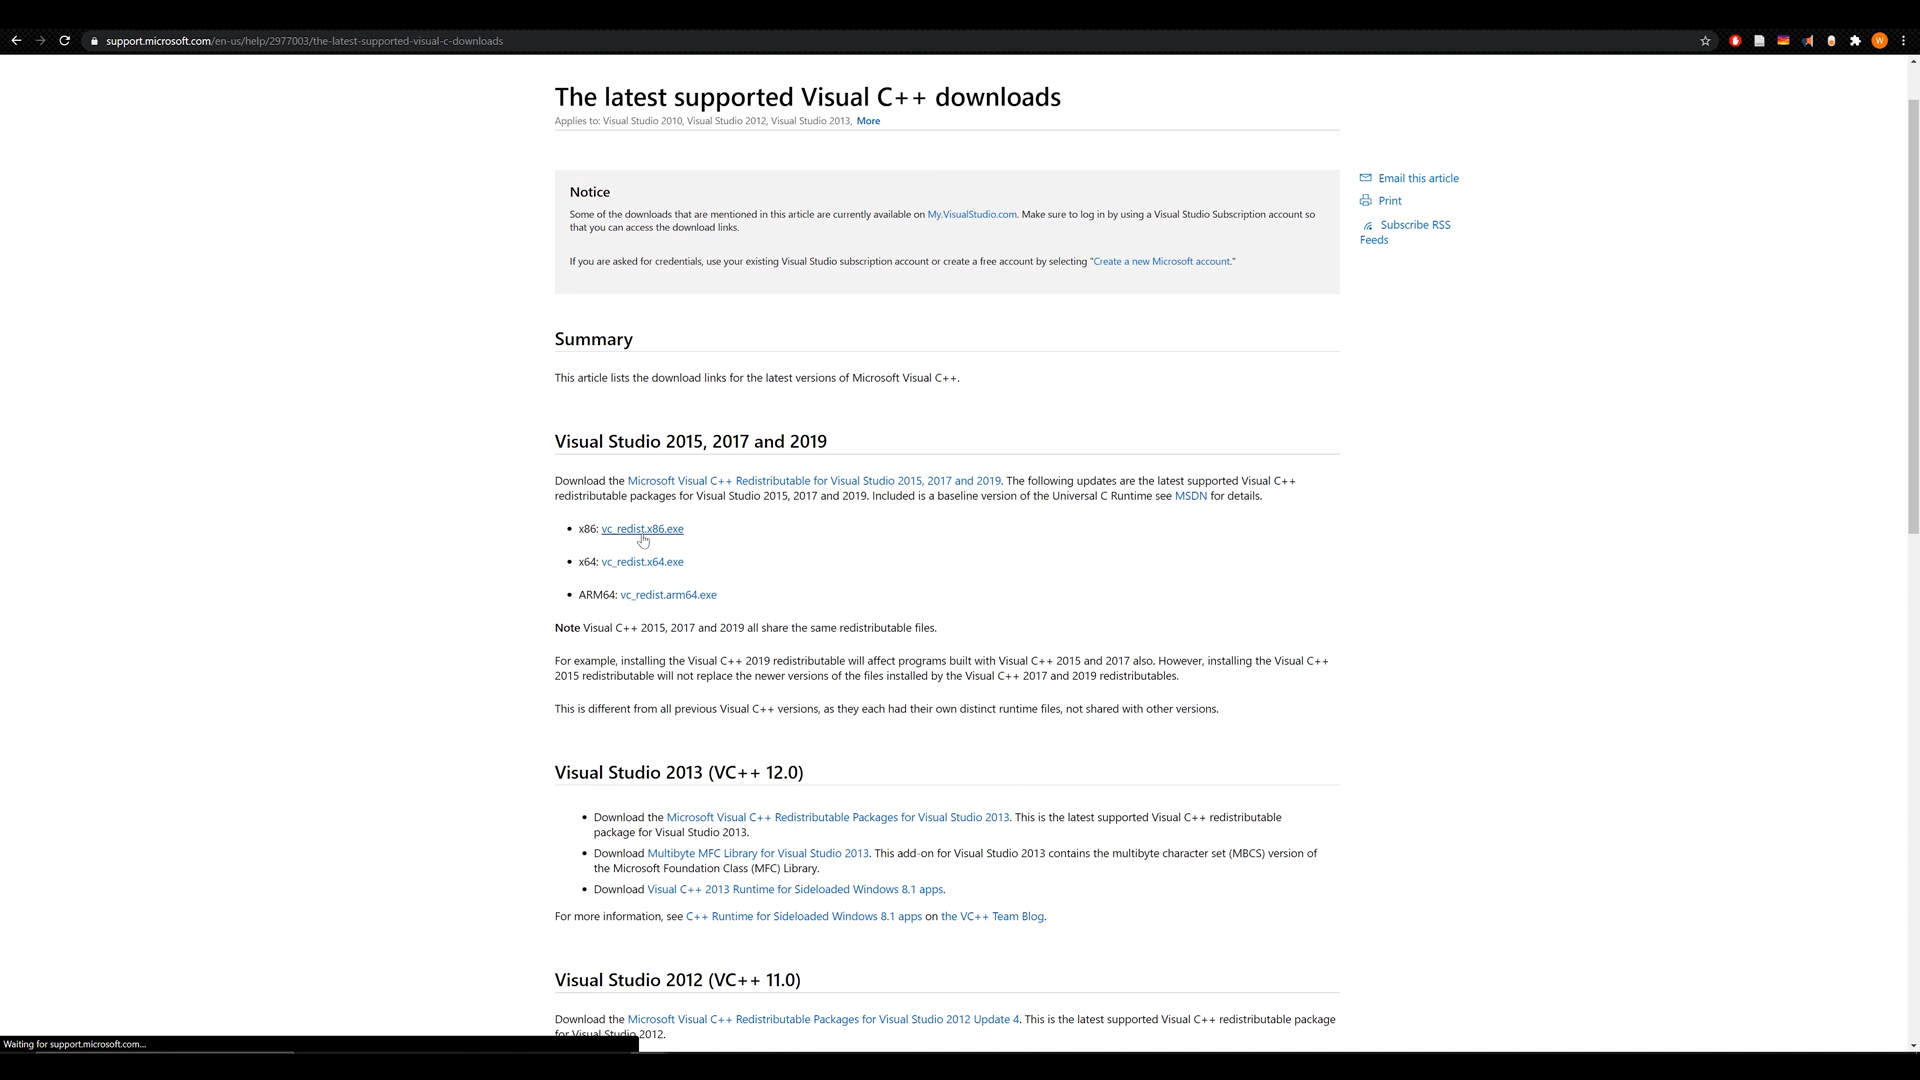 support.microsoft.com/en-us/help/2977003/the-latest-supported-visual-c-downloads
W
The latest supported Visual C++ downloads
Applies to: Visual Studio 2010, Visual Studio 2012, Visual Studio 2013, More
Notice
Some of the downloads that are mentioned in this article are currently available on My.VisualStudio.com. Make sure to log in by using a Visual Studio Subscription account so
that you can access the download links.
If you are asked for credentials, use your existing Visual Studio subscription account or create a free account by selecting "Create a new Microsoft account."
Email this article
Print
Subscribe RSS
Feeds
Summary
This article lists the download links for the latest versions of Microsoft Visual C++.
Visual Studio 2015, 2017 and 2019
Download the Microsoft Visual C++ Redistributable for Visual Studio 2015, 2017 and 2019. The following updates are the latest supported Visual C++
redistributable packages for Visual Studio 2015, 2017 and 2019. Included is a baseline version of the Universal C Runtime see MSDN for details.
• x86: vc_redist.x86.exe
• x64: vc_redist.x64.exe
• ARM64: vc_redist.arm64.exe
Note Visual C++ 2015, 2017 and 2019 all share the same redistributable files.
For example, installing the Visual C++ 2019 redistributable will affect programs built with Visual C++ 2015 and 2017 also. However, installing the Visual C++
2015 redistributable will not replace the newer versions of the files installed by the Visual C++ 2017 and 2019 redistributables.
This is different from all previous Visual C++ versions, as they each had their own distinct runtime files, not shared with other versions.
Visual Studio 2013 (VC++ 12.0)
• Download the Microsoft Visual C++ Redistributable Packages for Visual Studio 2013. This is the latest supported Visual C++ redistributable
package for Visual Studio 2013.
• Download Multibyte MFC Library for Visual Studio 2013. This add-on for Visual Studio 2013 contains the multibyte character set (MBCS) version of
the Microsoft Foundation Class (MFC) Library.
• Download Visual C++ 2013 Runtime for Sideloaded Windows 8.1 apps.
For more information, see C++ Runtime for Sideloaded Windows 8.1 apps on the VC++ Team Blog.
Visual Studio 2012 (VC++ 11.0)
Download the Microsoft Visual C++ Redistributable Packages for Visual Studio 2012 Update 4. This is the latest supported Visual C++ redistributable package
for Visual Studio 2012.
Waiting for support.microsoft.com...